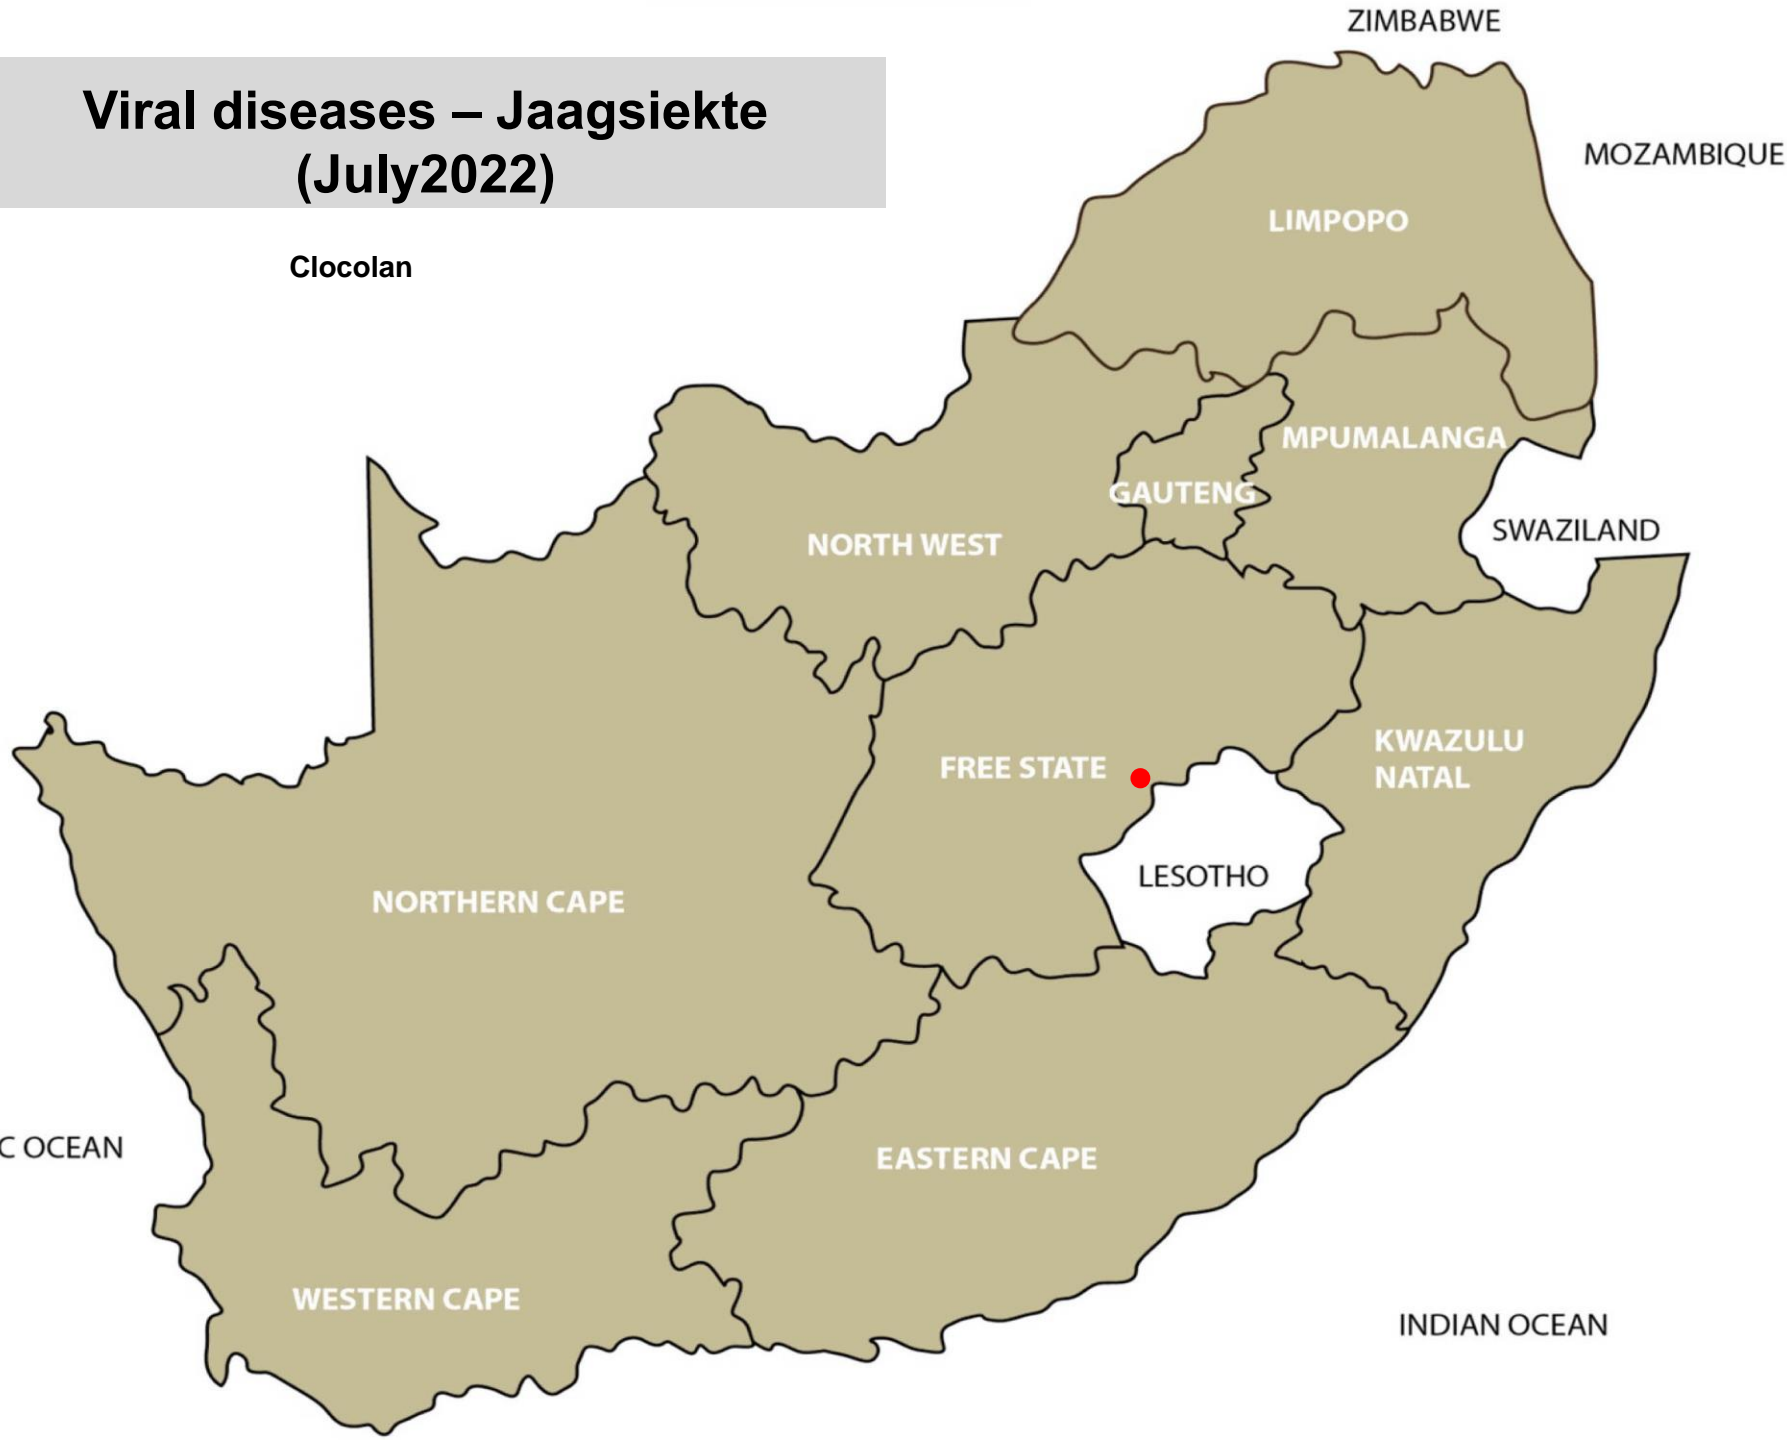 ZIMBABWE
Viral diseases – Jaagsiekte
(July2022)
MOZAMBIQUE
LIMPOPO
Clocolan
MPUMALANGA
GAUTENG
SWAZILAND
NORTH WEST
KWAZULU
NATAL
FREE STATE
LESOTHO
NORTHERN CAPE
C OCEAN
EASTERN CAPE
WESTERN CAPE
INDIAN OCEAN